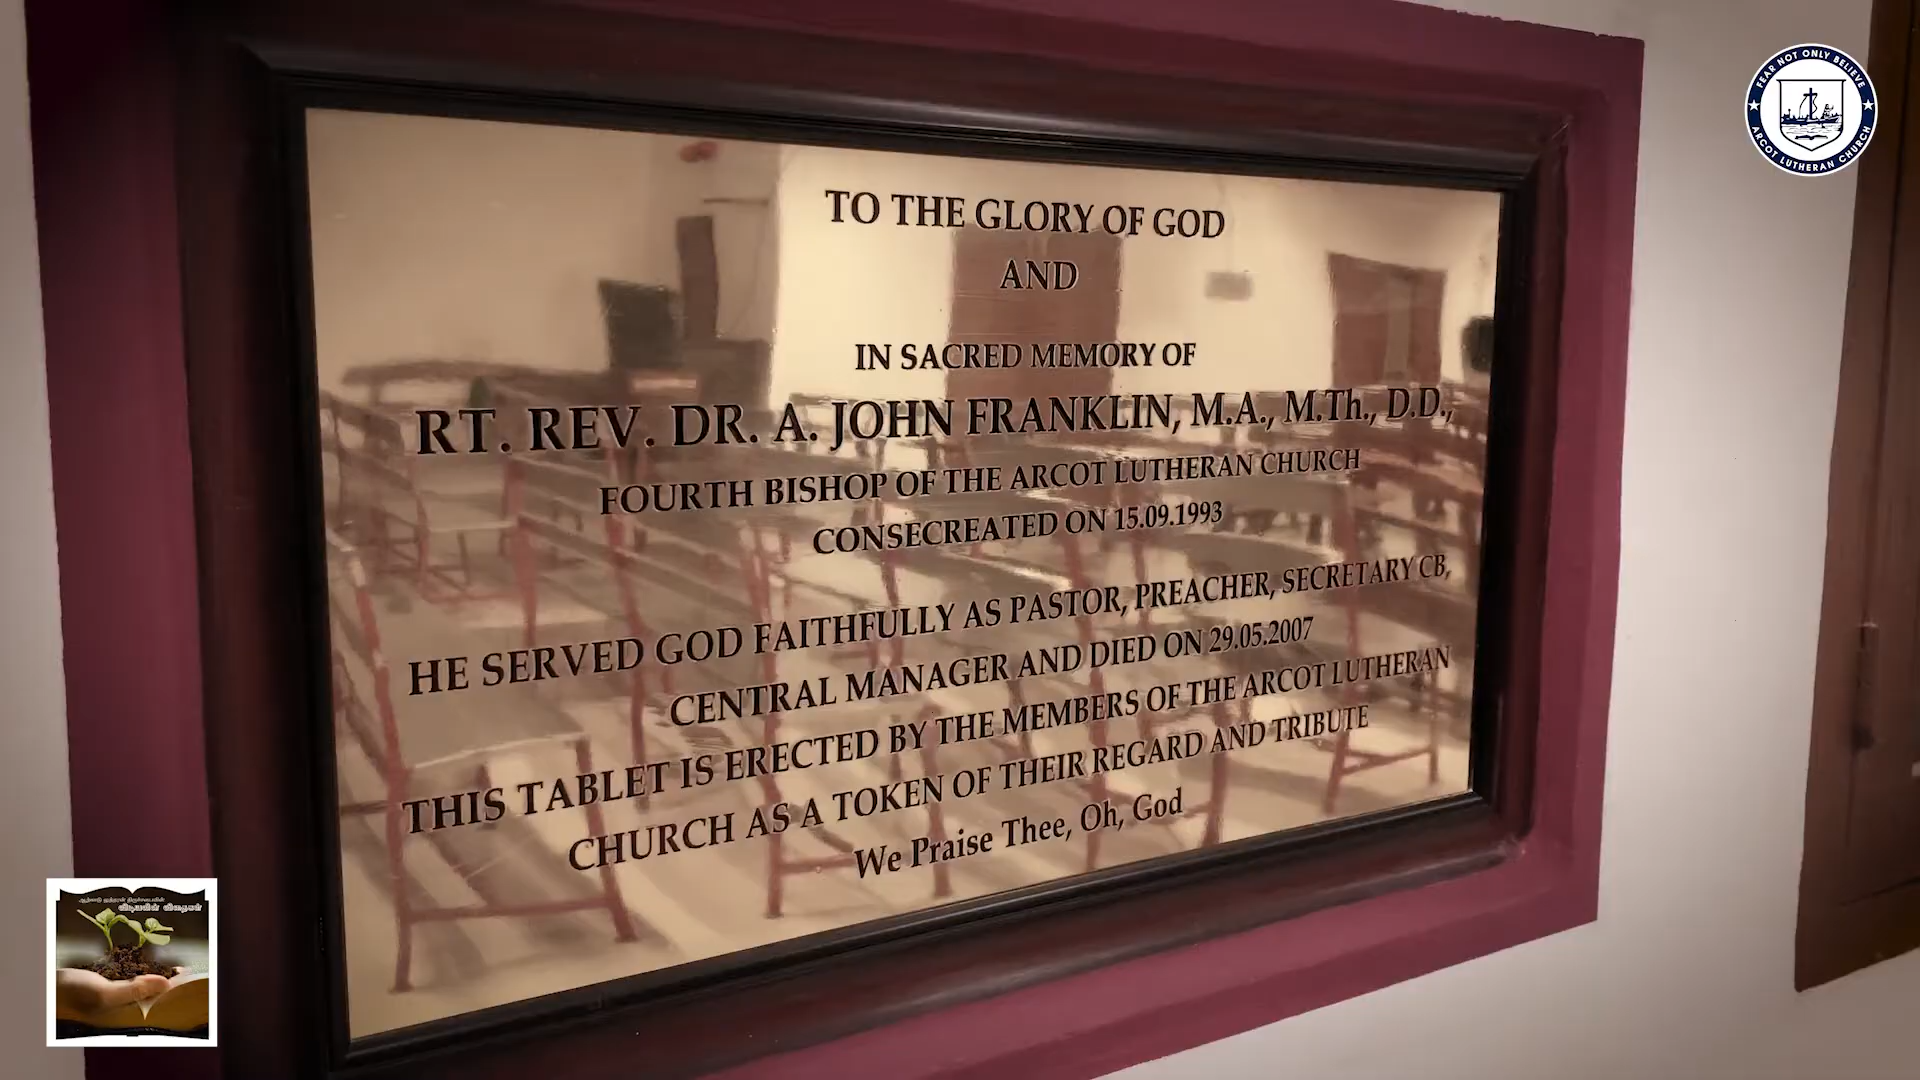 FEAR NOT ONLY BELIEVE
ARCOT LUTHERAN CHURCH
TO THE GLORY OF GOD
AND
IN SACRED MEMORY OF
RT. REV. DR. A. JOHN FRANKLIN, M.A., M.Th., D.D.,
FOURTH BISHOP OF THE ARCOT LUTHERAN CHURCH
CONSECREATED ON 15.09.1993
HE SERVED GOD FAITHFULLY AS PASTOR, PREACHER, SECRETARY CB,
CENTRAL MANAGER AND DIED ON 29.05.2007
THIS TABLET IS ERECTED BY THE MEMBERS OF THE ARCOT LUTHERAN
CHURCH AS A TOKEN OF THEIR REGARD AND TRIBUTE
We Praise Thee, Oh, God